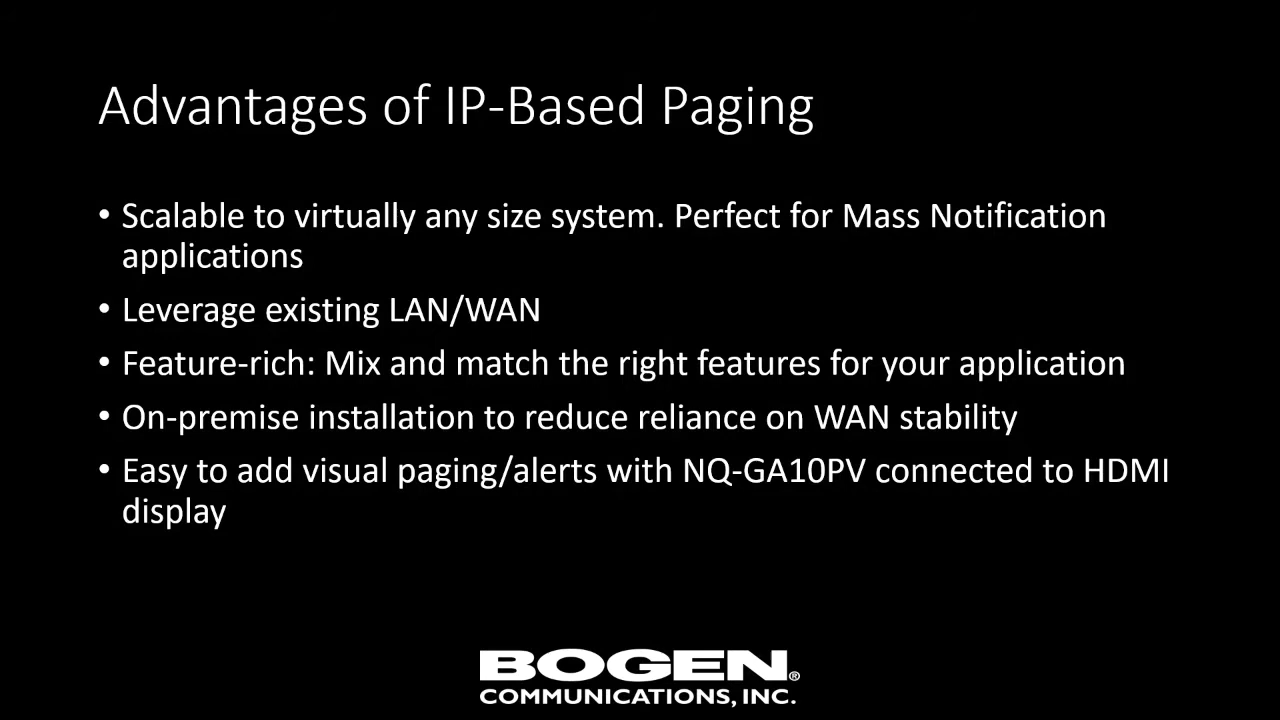 Advantages of IP-Based Paging
• Scalable to virtually any size system. Perfect for Mass Notification
applications
• Leverage existing LAN/WAN
• Feature-rich: Mix and match the right features for your application
• On-premise installation to reduce reliance on WAN stability
• Easy to add visual paging/alerts with NQ-GA10PV connected to HDMI
display
BOGEN®
COMMUNICATIONS, INC.